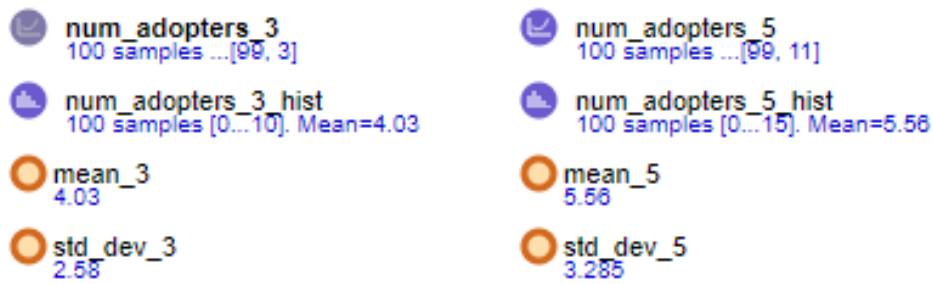 num_adopters_3
100 samples ...[99, 3]
num_adopters_3_hist
100 samples [0...10]. Mean=4.03
mean_3
4.03
std_dev_3
2.58
num_adopters_5
100 samples ...[99, 11]
num_adopters_5_hist
100 samples [0...15]. Mean=5.56
mean_5
5.56
std_dev_5
3.285